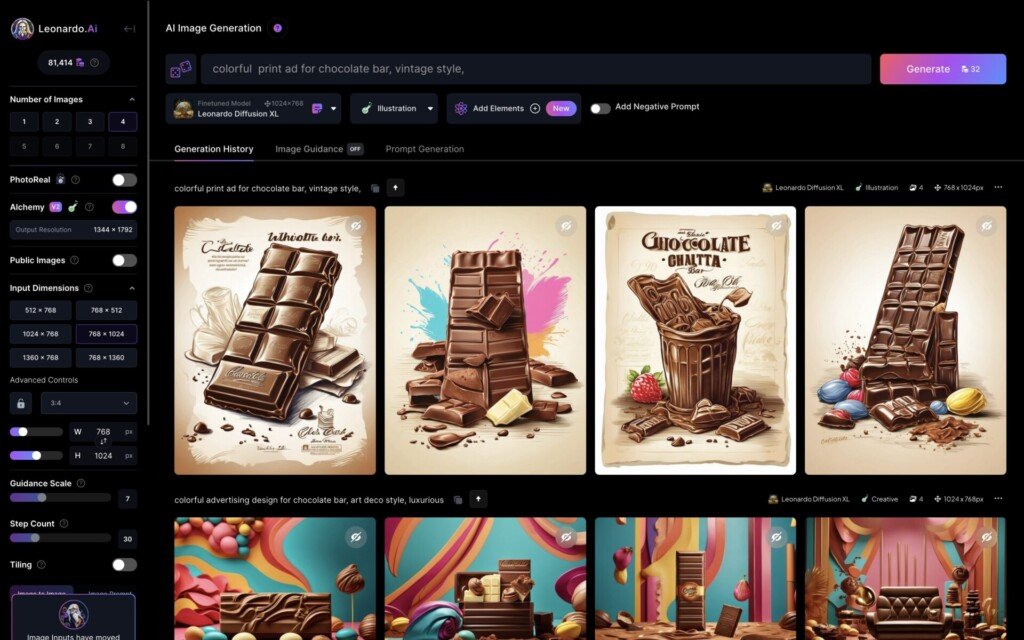 Leonardo.Ai
81,414
Number of Images
1 2 3 4
5 6 7 8
PhotoReal
Alchemy V2
Output Resolution 1344 × 1792
Public Images
Input Dimensions
512 × 768 768 × 512
1024 × 768 768 × 1024
1360 × 768 768 × 1360
Advanced Controls
3:4
W 768 px
H 1024 px
Guidance Scale
7
Step Count
30
Tiling
Image to Image Image Prompt
Image Inputs have moved
AI Image Generation
colorful print ad for chocolate bar, vintage style,
Generate 32
Finetuned Model 1024×768
Leonardo Diffusion XL
Illustration
Add Elements New
Add Negative Prompt
Generation History Image Guidance OFF Prompt Generation
colorful print ad for chocolate bar, vintage style,
Leonardo Diffusion XL Illustration 4 768 x 1024px
CHOCOLATE
CHALTTA
Bar
colorful advertising design for chocolate bar, art deco style, luxurious
Leonardo Diffusion XL Creative 4 1024 x 768px